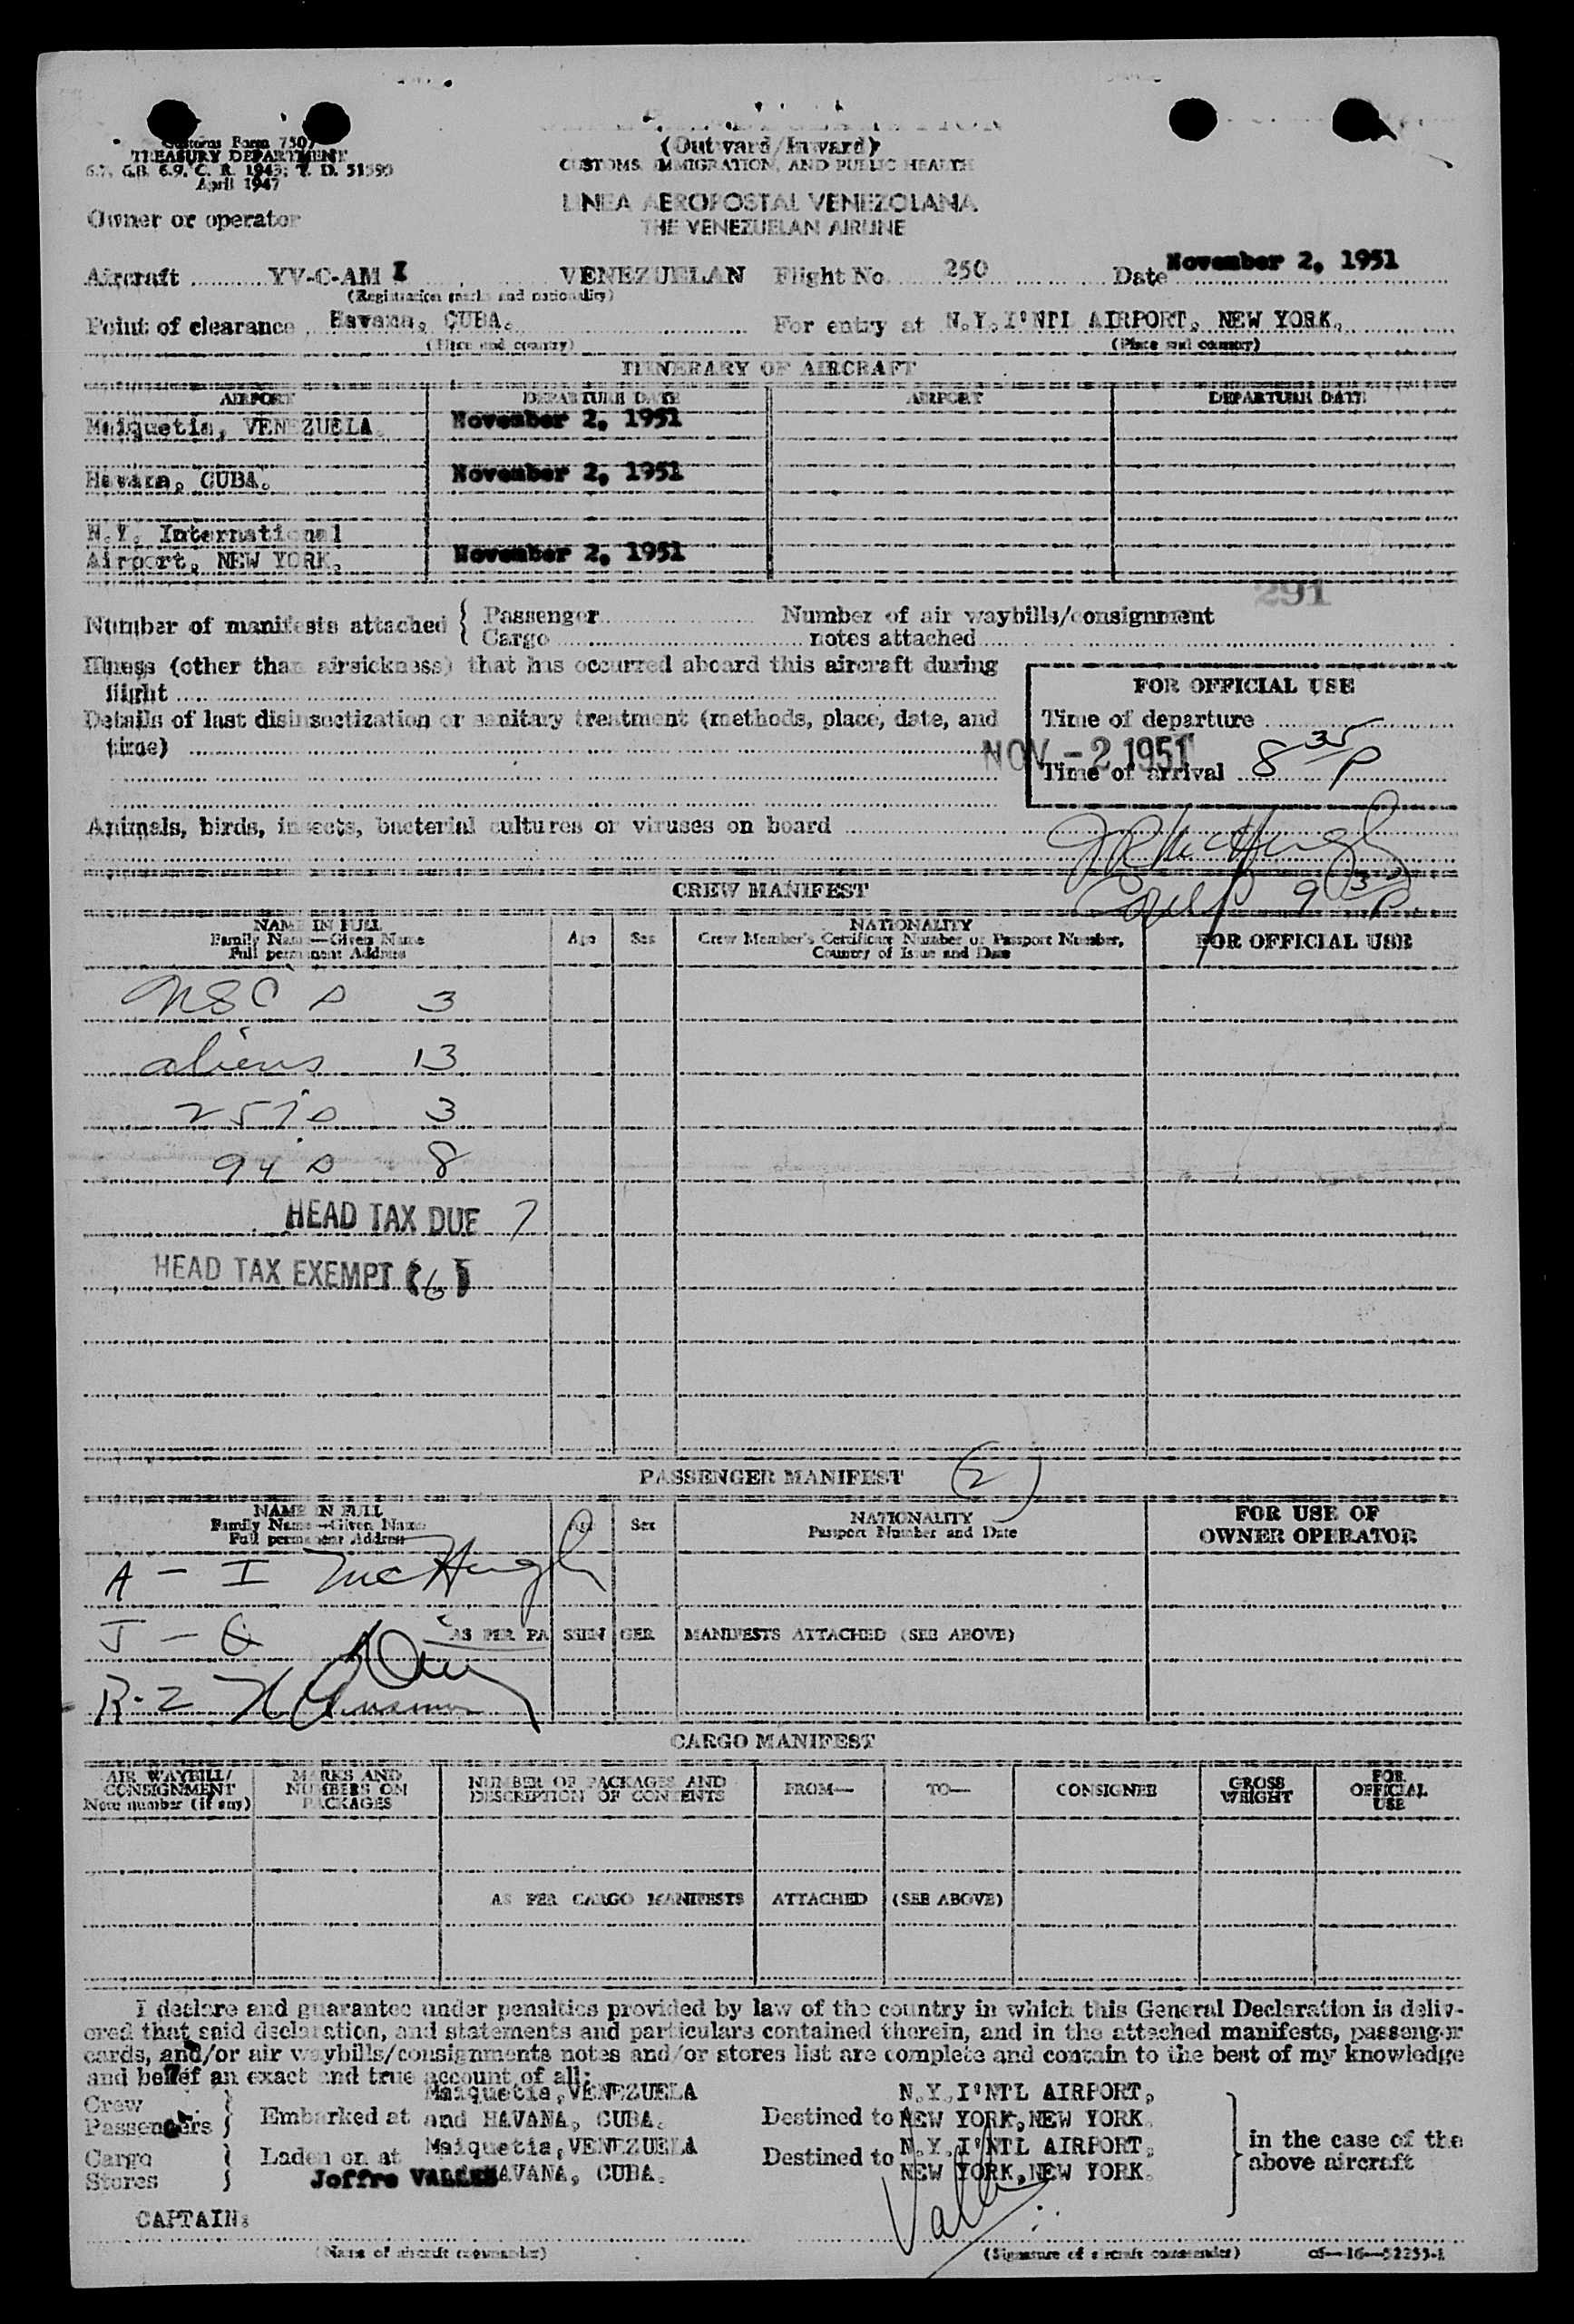 Customs Form 7507
TREASURY DEPARTMENT
6.7, 6.8, 6.9, C. R. 1943; T. D. 51595
April 1947
(Outward/Inward)
CUSTOMS, IMMIGRATION, AND PUBLIC HEALTH
LINEA AEROPOSTAL VENEZOLANA
THE VENEZUELAN AIRLINE
Owner or operator
Aircraft YV-C-AM I VENEZUELAN Flight No. 250 Date November 2, 1951
(Registration marks and nationality)
Point of clearance Havana, CUBA. For entry at N.Y.I'NTL AIRPORT, NEW YORK.
(Place and country) (Place and country)
ITINERARY OF AIRCRAFT
AIRPORT DEPARTURE DATE AIRPORT DEPARTURE DATE
Maiquetia, VENEZUELA. November 2, 1951
Havana, CUBA. November 2, 1951
N.Y. International
Airport, NEW YORK. November 2, 1951
291
Number of manifests attached { Passenger Number of air waybills/consignment
Cargo notes attached
Illness (other than airsickness) that has occurred aboard this aircraft during
flight
FOR OFFICIAL USE
Details of last disinsectization or sanitary treatment (methods, place, date, and
time)
Time of departure
NOV -2 1951
Time of arrival 8 35 P
Animals, birds, insects, bacterial cultures or viruses on board
McHugh
9 30 P
CREW MANIFEST
NAME IN FULL
Family Name—Given Name
Full permanent Address
Age Sex
NATIONALITY
Crew Member's Certificate Number or Passport Number,
Country of Issue and Date
FOR OFFICIAL USE
USC s 3
aliens 13
257's 3
94's 8
HEAD TAX DUE 7
HEAD TAX EXEMPT (6)
PASSENGER MANIFEST (2)
NAME IN FULL
Family Name—Given Name
Full permanent Address
Age Sex
NATIONALITY
Passport Number and Date
FOR USE OF
OWNER OPERATOR
A - I McHugh
J - Q
AS PER PASSENGER MANIFESTS ATTACHED (SEE ABOVE)
R-Z
CARGO MANIFEST
AIR WAYBILL/
CONSIGNMENT
Note number (if any)
MARKS AND
NUMBERS ON
PACKAGES
NUMBER OF PACKAGES AND
DESCRIPTION OF CONTENTS
FROM— TO— CONSIGNEE
GROSS
WEIGHT
FOR
OFFICIAL
USE
AS PER CARGO MANIFESTS ATTACHED (SEE ABOVE)
I declare and guarantee under penalties provided by law of the country in which this General Declaration is deliv-
ered that said declaration, and statements and particulars contained therein, and in the attached manifests, passenger
cards, and/or air waybills/consignments notes and/or stores list are complete and contain to the best of my knowledge
and belief an exact and true account of all:
Crew } Maiquetia, VENEZUELA N.Y.I'NTL AIRPORT,
Passengers } Embarked at and HAVANA, CUBA. Destined to NEW YORK, NEW YORK.
Cargo } Laden on at Maiquetia, VENEZUELA Destined to N.Y.I'NTL AIRPORT,
Stores } HAVANA, CUBA. NEW YORK, NEW YORK.
} in the case of the
above aircraft
Joffre VALLES
CAPTAIN:
Valles
(Name of aircraft commander) (Signature of aircraft commander) c5—16—52255-1